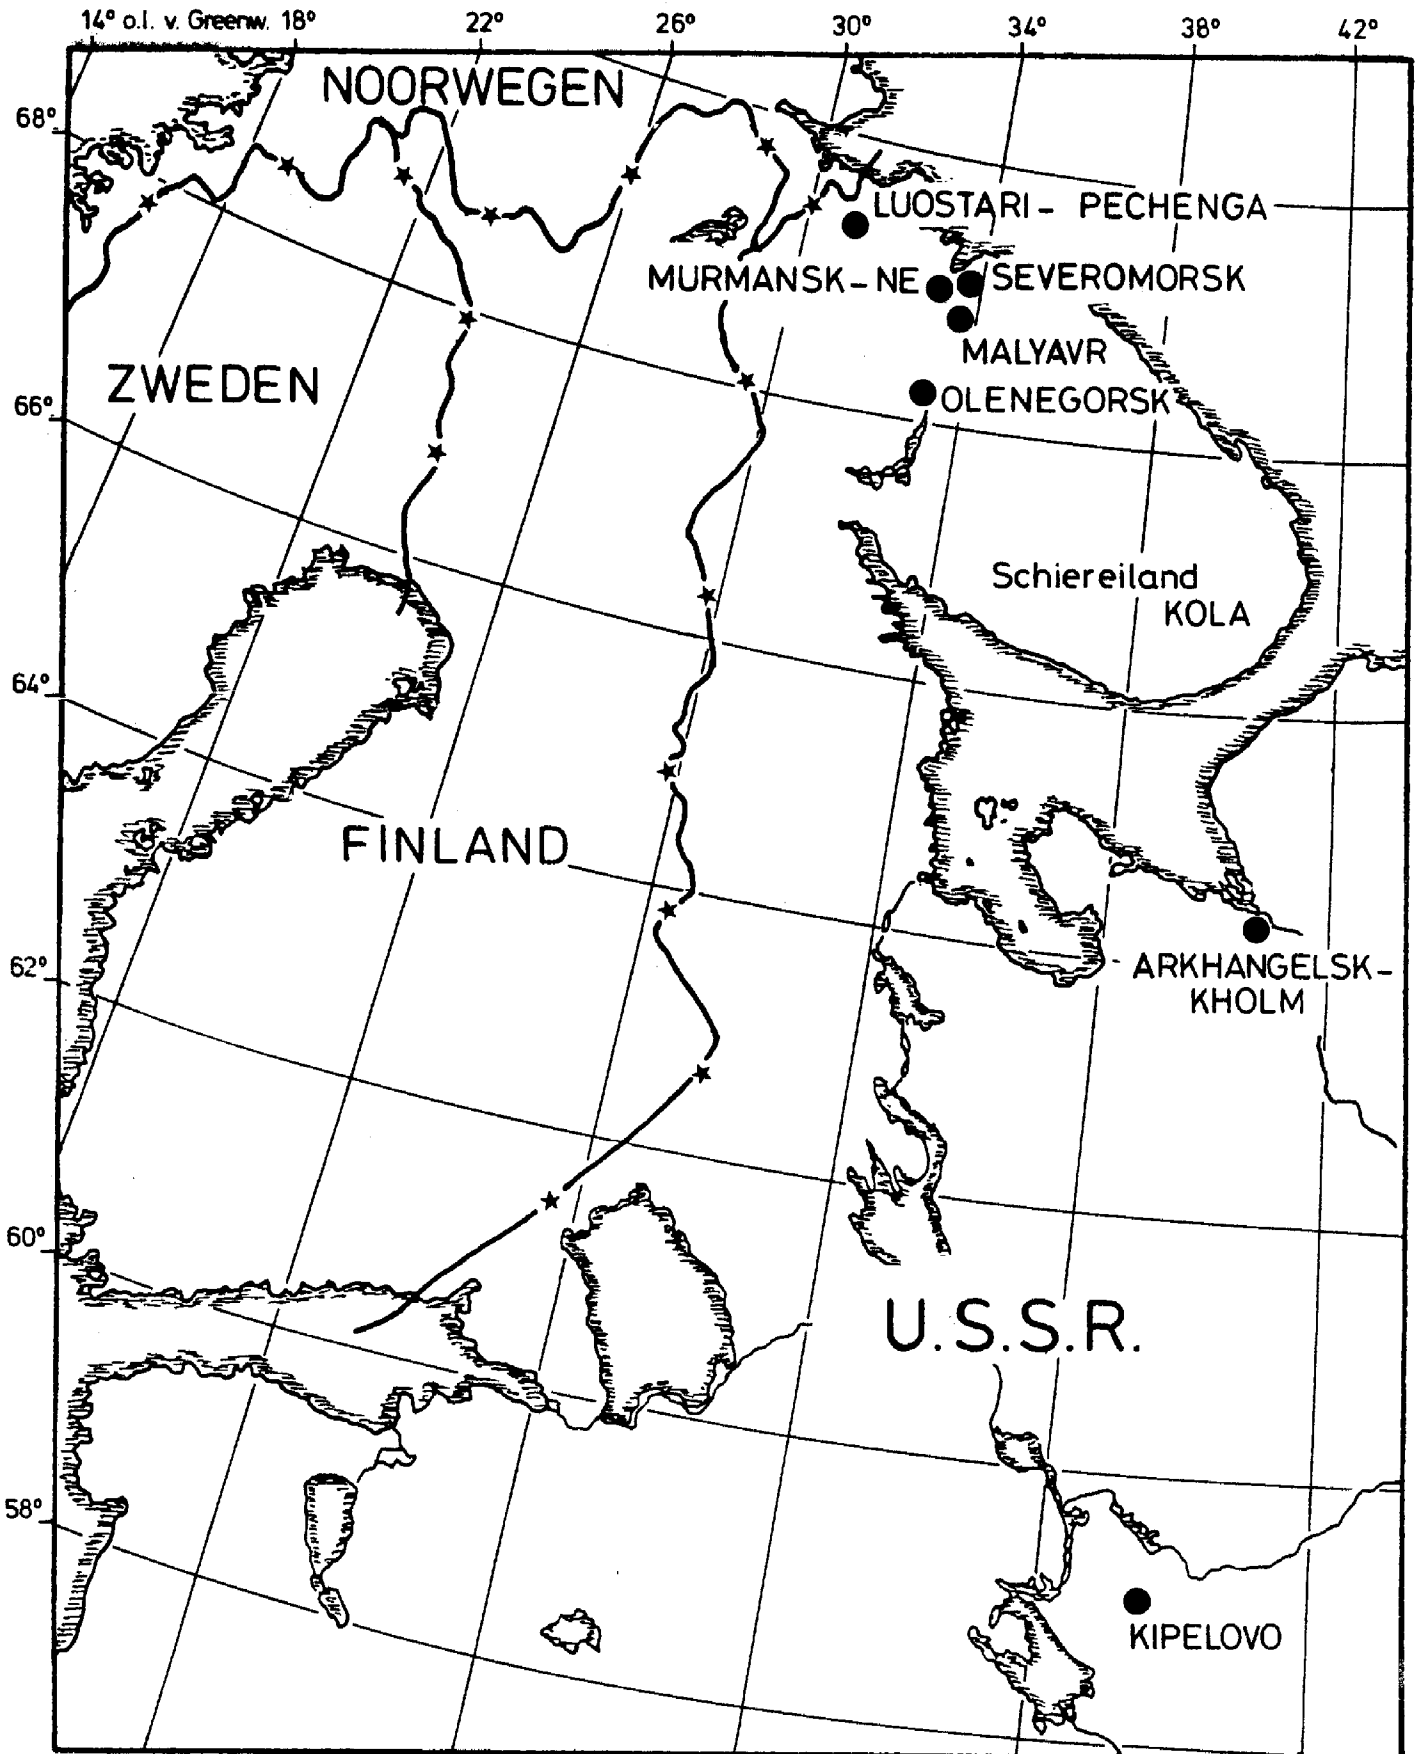 14° o.l. v. Greenw. 18° 22° 26° 30° 34° 38° 42°
NOORWEGEN
68°
LUOSTARI - PECHENGA
MURMANSK - NE
SEVEROMORSK
MALYAVR
ZWEDEN
OLENEGORSK
66°
Schiereiland
KOLA
64°
FINLAND
ARKHANGELSK-
KHOLM
62°
60°
U.S.S.R.
58°
KIPELOVO